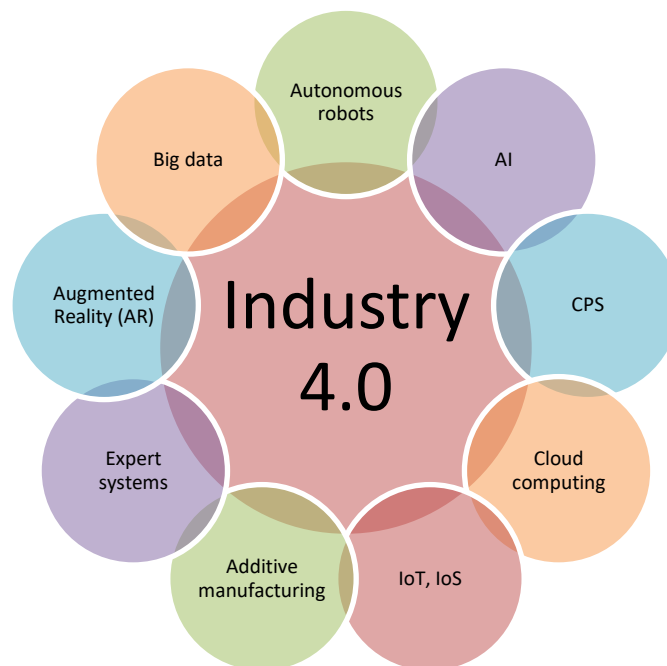 Autonomous
robots
AI
CPS
Cloud
computing
IoT, IoS
Additive
manufacturing
Expert
systems
Augmented
Reality (AR)
Big data
Industry
4.0